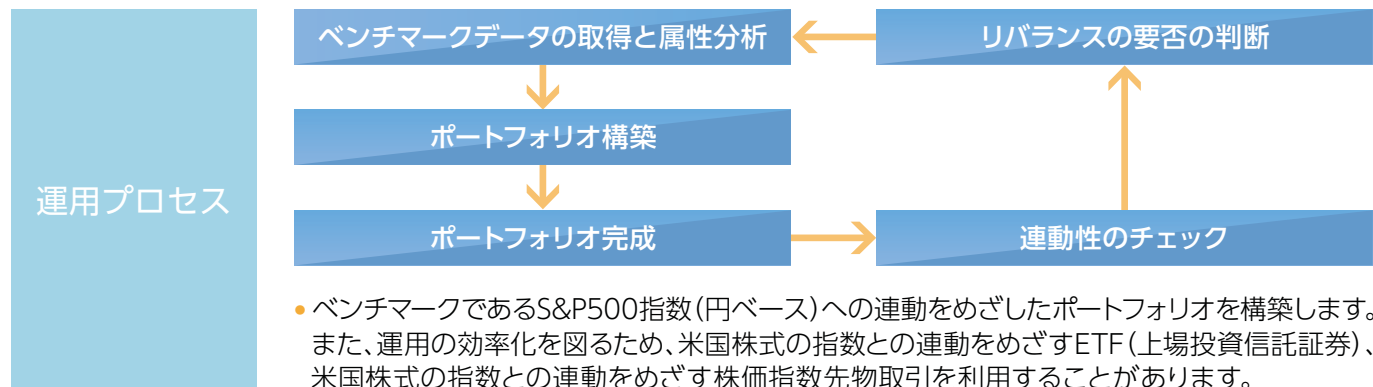 運用プロセス
ベンチマークデータの取得と属性分析
ポートフォリオ構築
ポートフォリオ完成
連動性のチェック
リバランスの要否の判断
•ベンチマークであるS&P500指数(円ベース)への連動をめざしたポートフォリオを構築します。
また、運用の効率化を図るため、米国株式の指数との連動をめざすETF(上場投資信託証券)、
米国株式の指数との連動をめざす株価指数先物取引を利用することがあります。